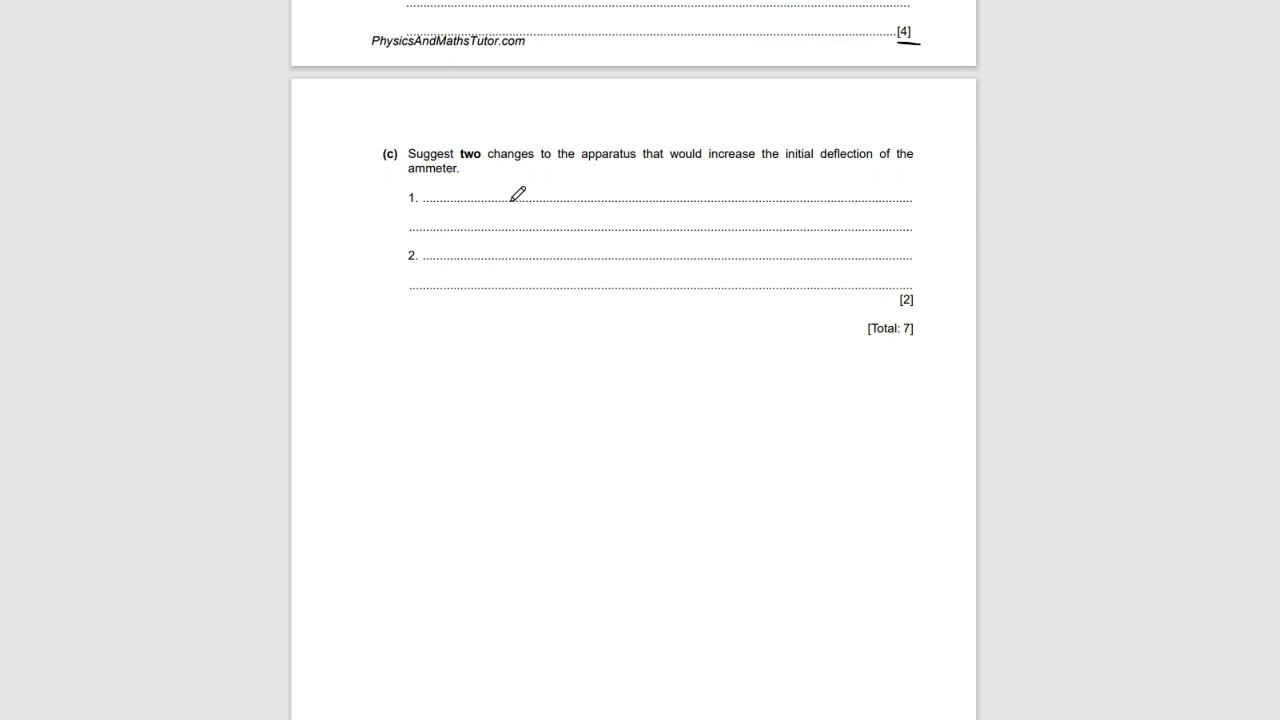 [4]
PhysicsAndMathsTutor.com
(c) Suggest two changes to the apparatus that would increase the initial deflection of the
ammeter.
1. ................................................................
................................................................
2. ................................................................
................................................................
[2]
[Total: 7]